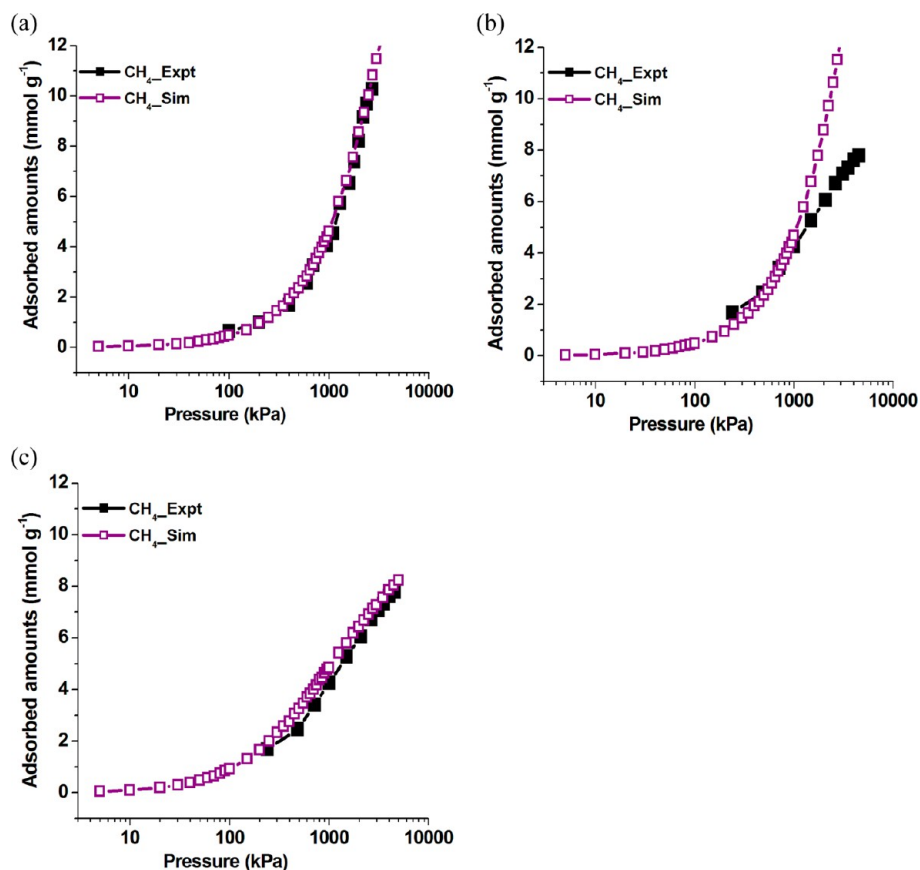 (a)
12
10
8
6
4
2
0
Adsorbed amounts (mmol g⁻¹)
CH₄_Expt
CH₄_Sim
10 100 1000 10000
Pressure (kPa)
(b)
12
10
8
6
4
2
0
Adsorbed amounts (mmol g⁻¹)
CH₄_Expt
CH₄_Sim
10 100 1000 10000
Pressure (kPa)
(c)
12
10
8
6
4
2
0
Adsorbed amounts (mmol g⁻¹)
CH₄_Expt
CH₄_Sim
10 100 1000 10000
Pressure (kPa)